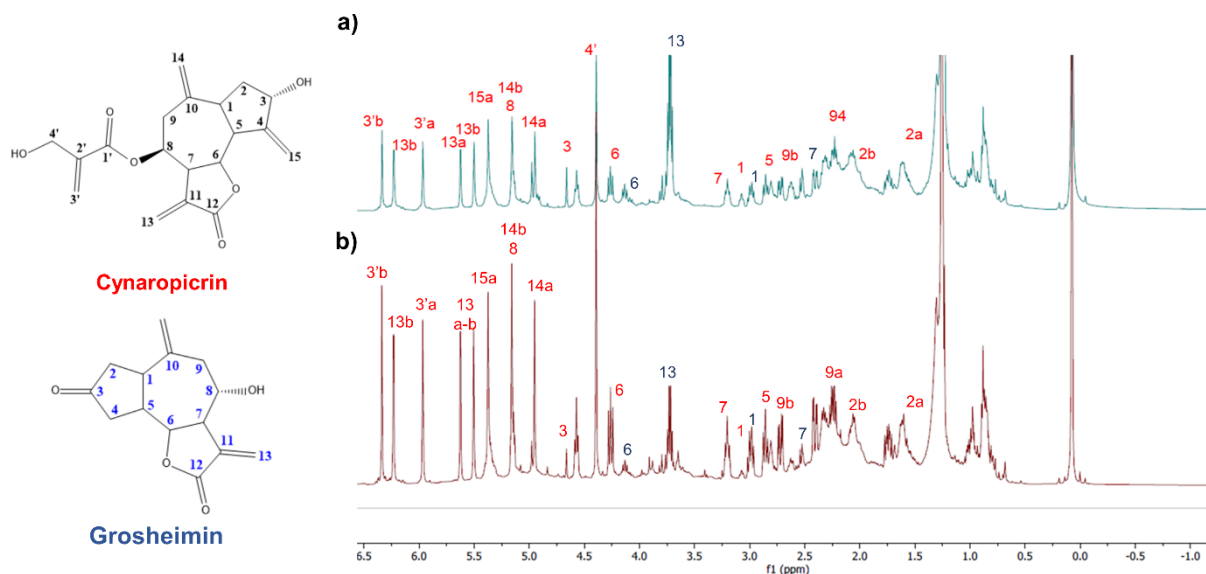 14
2
OH
3
10
1
4
9
5
4'
O
8
7
6
15
HO
2'
1'
O
11
O
3'
12
13
O
Cynaropicrin
10
9
2
1
8
OH
O
3
5
7
4
6
11
O
12
13
O
Grosheimin
a)
4'
13
14b
15a
8
3'b
3'a
13b
14a
94
13b
13a
3
6
9b
7
2b
2a
7
1
1
5
6
b)
14b
8
3'b
15a
3'a
13
a-b
14a
13b
13
9a
6
5
2b
2a
7
9b
3
1
1
7
6
6.5
6.0
5.5
5.0
4.5
4.0
3.5
3.0
2.5
2.0
1.5
1.0
0.5
0.0
-0.5
-1.0
f1 (ppm)